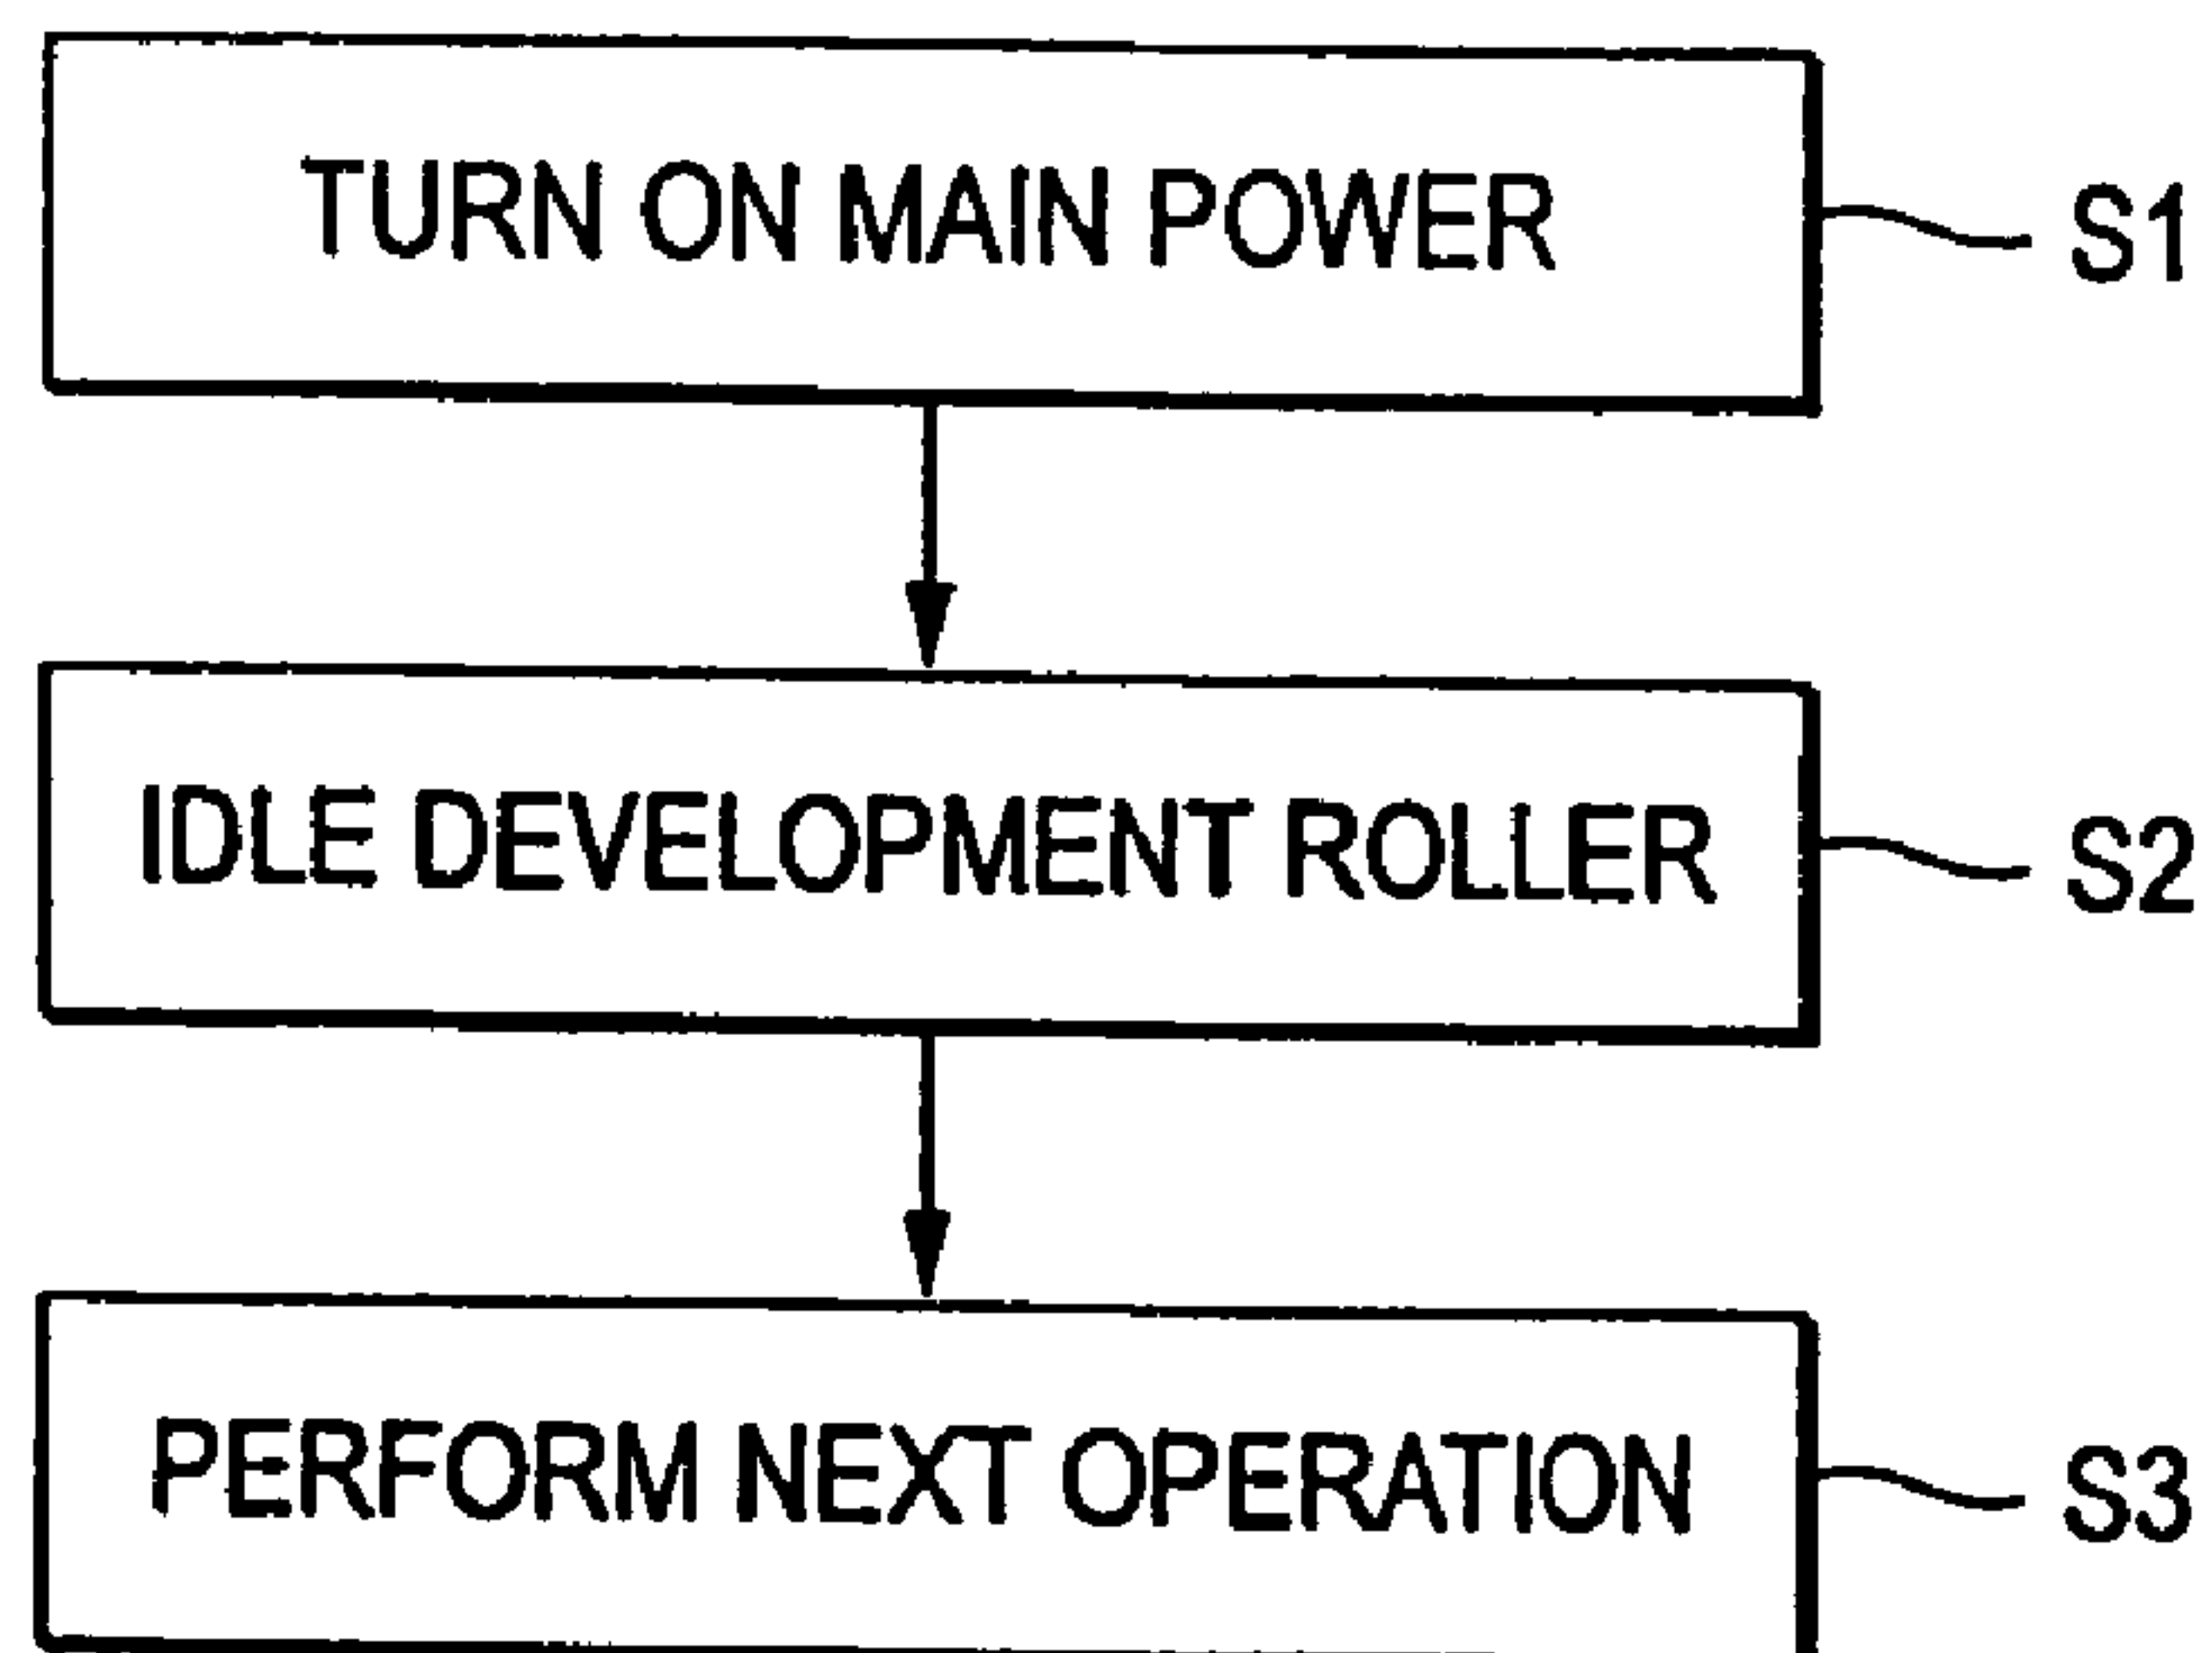 TURN ON MAIN POWER
S1
IDLE DEVELOPMENT ROLLER
S2
PERFORM NEXT OPERATION
S3